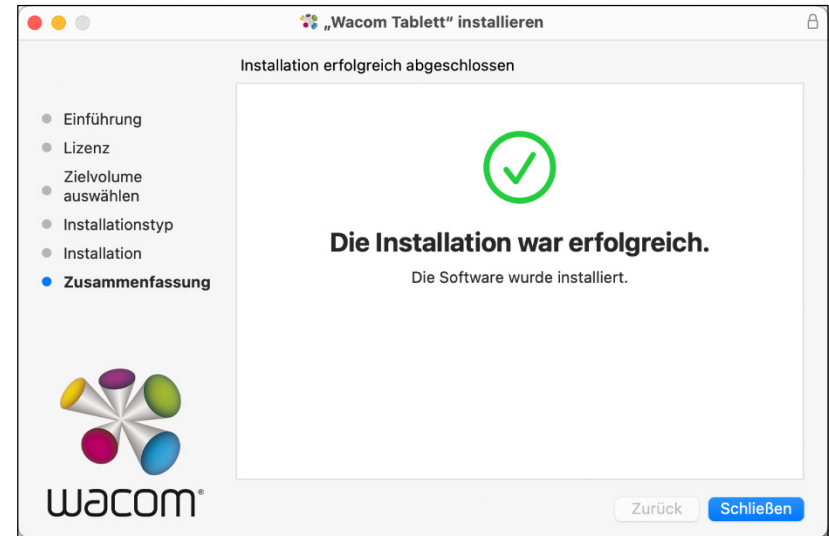 „Wacom Tablett“ installieren
Installation erfolgreich abgeschlossen
Einführung
Lizenz
Zielvolume
auswählen
Installationstyp
Installation
Zusammenfassung
Die Installation war erfolgreich.
Die Software wurde installiert.
wacom®
Zurück
Schließen